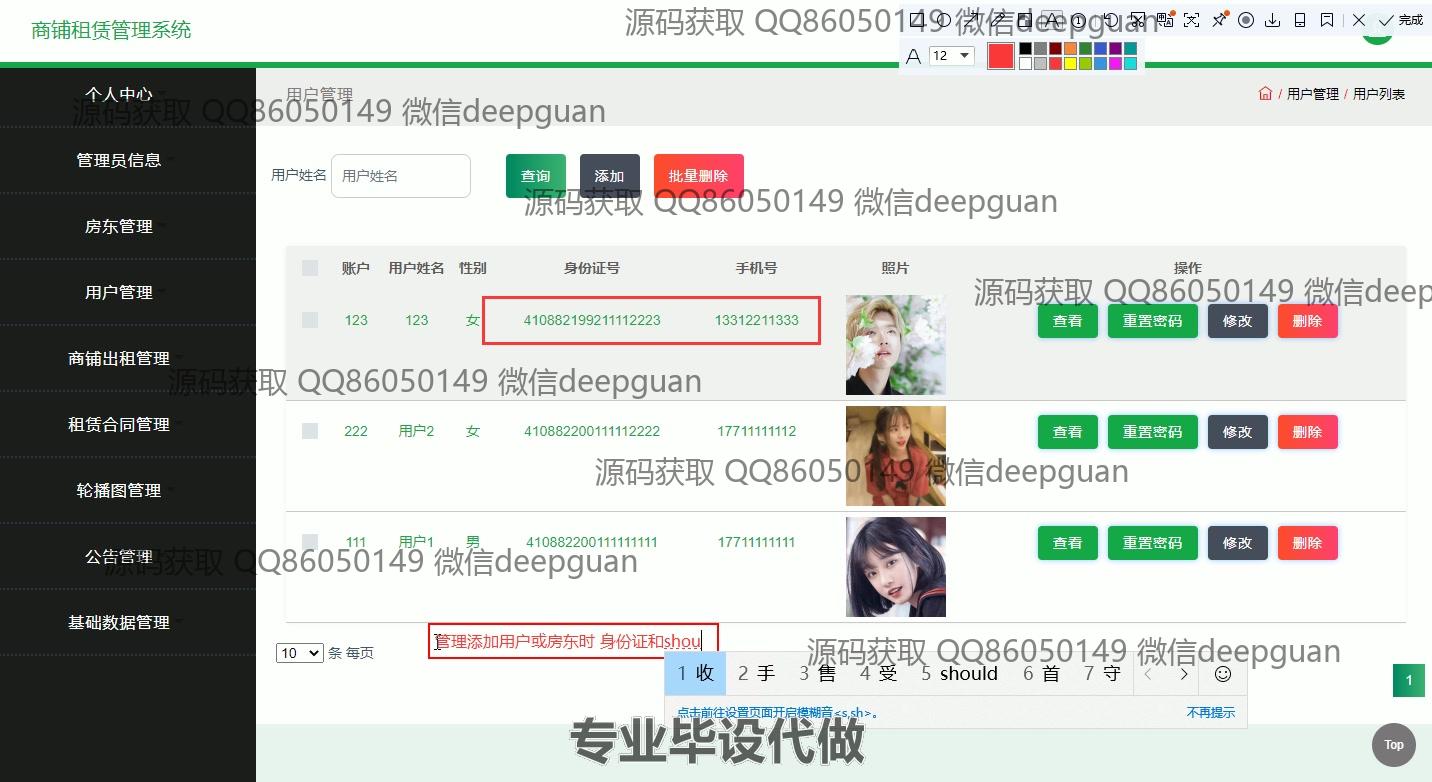 商铺租赁管理系统
源码获取 QQ86050149 微信deepguan
完成
A 12
个人中心
管理员信息
房东管理
用户管理
商铺出租管理
租赁合同管理
轮播图管理
公告管理
基础数据管理
用户管理
/ 用户管理 / 用户列表
源码获取 QQ86050149 微信deepguan
用户姓名 用户姓名 查询 添加 批量删除
源码获取 QQ86050149 微信deepguan
账户 用户姓名 性别 身份证号 手机号 照片 操作
源码获取 QQ86050149 微信deep
123 123 女 410882199211112223 13312211333 查看 重置密码 修改 删除
源码获取 QQ86050149 微信deepguan
222 用户2 女 410882200111112222 17711111112 查看 重置密码 修改 删除
源码获取 QQ86050149 微信deepguan
111 用户1 男 410882200111111111 17711111111 查看 重置密码 修改 删除
源码获取 QQ86050149 微信deepguan
管理添加用户或房东时 身份证和shou
10 条 每页
源码获取 QQ86050149 微信deepguan
1 收 2 手 3 售 4 受 5 should 6 首 7 守
1
点击前往设置页面开启模糊音<s,sh>。 不再提示
专业毕设代做
Top